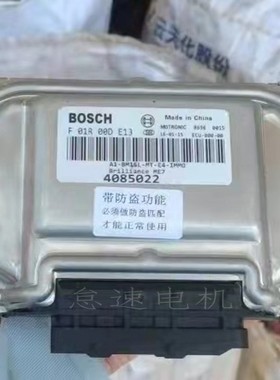 BOSCH
Made in China
F 01R 00D E13
MOTRONIC
A1-BM16L-MT-E4-IMMO
Brilliance ME7
4085022
带防盗功能
必须做防盗匹配
才能正常使用
急速电机